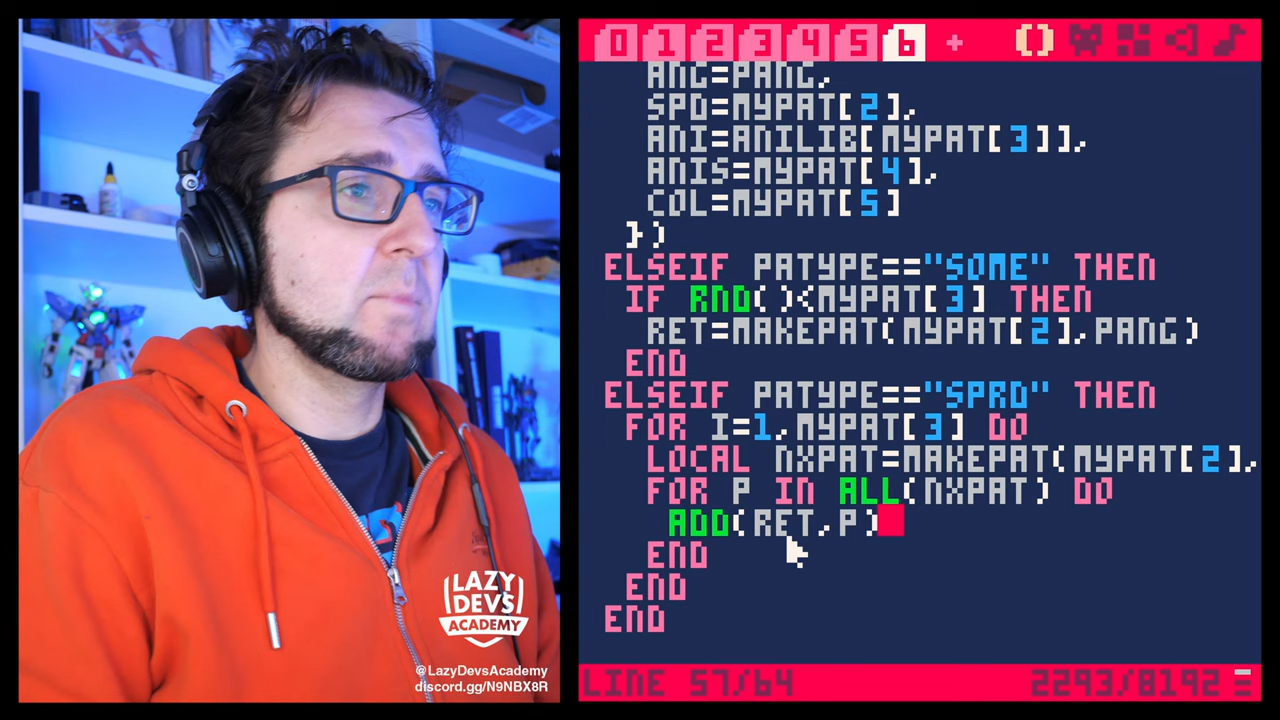 LAZY
DEVS
ACADEMY
@LazyDevsAcademy
discord.gg/N9NBX8R
0 1 2 3 4 5 6 +
ANG=PANG,
SPD=MYPAT[2],
ANI=ANILIB[MYPAT[3]],
ANIS=MYPAT[4],
COL=MYPAT[5]
})
ELSEIF PATYPE=="SOME" THEN
IF RND()<MYPAT[3] THEN
RET=MAKEPAT(MYPAT[2],PANG)
END
ELSEIF PATYPE=="SPRD" THEN
FOR I=1,MYPAT[3] DO
LOCAL NXPAT=MAKEPAT(MYPAT[2],
FOR P IN ALL(NXPAT) DO
ADD(RET,P)
END
END
END
LINE 57/64
2293/8192